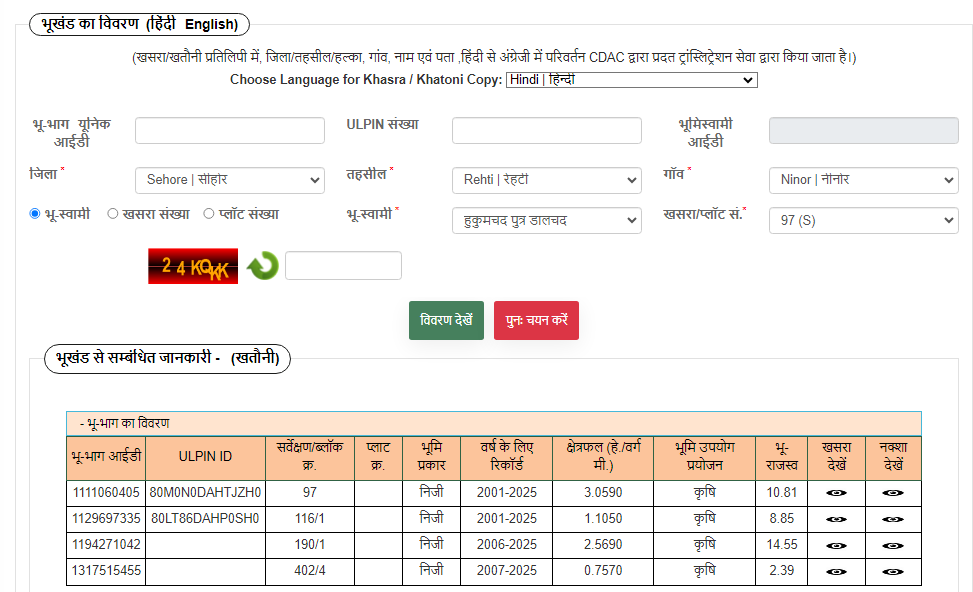 भूखंड का विवरण (हिंदी English)
(खसरा/खतौनी प्रतिलिपी में, जिला/तहसील/हल्का, गांव, नाम एवं पता ,हिंदी से अंग्रेजी में परिवर्तन CDAC द्वारा प्रदत ट्रांस्लिट्रेशन सेवा द्वारा किया जाता है।)
Choose Language for Khasra / Khatoni Copy: Hindi | हिन्दी
भू-भाग यूनिक आईडी ULPIN संख्या भूमिस्वामी आईडी
जिला * Sehore | सीहोर तहसील * Rehti | रेहटी गाँव * Ninor | नीनोर
भू-स्वामी खसरा संख्या प्लॉट संख्या भू-स्वामी * हुकुमचद पुत्र डालचद खसरा/प्लॉट सं.* 97 (S)
2 4 KQKK
विवरण देखें पुनः चयन करें
भूखंड से सम्बंधित जानकारी - (खतौनी)
- भू-भाग का विवरण
भू-भाग आईडी ULPIN ID सर्वेक्षण/ब्लॉक क्र. प्लाट क्र. भूमि प्रकार वर्ष के लिए रिकॉर्ड क्षेत्रफल (हे./वर्ग मी.) भूमि उपयोग प्रयोजन भू-राजस्व खसरा देखें नक्शा देखें
1111060405 80M0N0DAHTJZH0 97 निजी 2001-2025 3.0590 कृषि 10.81
1129697335 80LT86DAHP0SH0 116/1 निजी 2001-2025 1.1050 कृषि 8.85
1194271042 190/1 निजी 2006-2025 2.5690 कृषि 14.55
1317515455 402/4 निजी 2007-2025 0.7570 कृषि 2.39